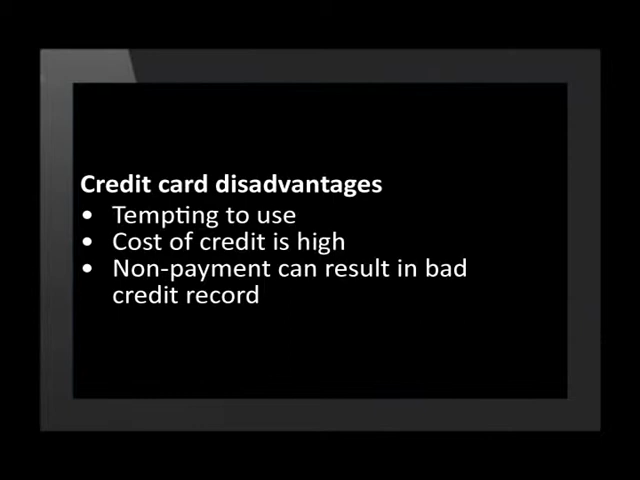 Credit card disadvantages
• Tempting to use
• Cost of credit is high
• Non-payment can result in bad
credit record